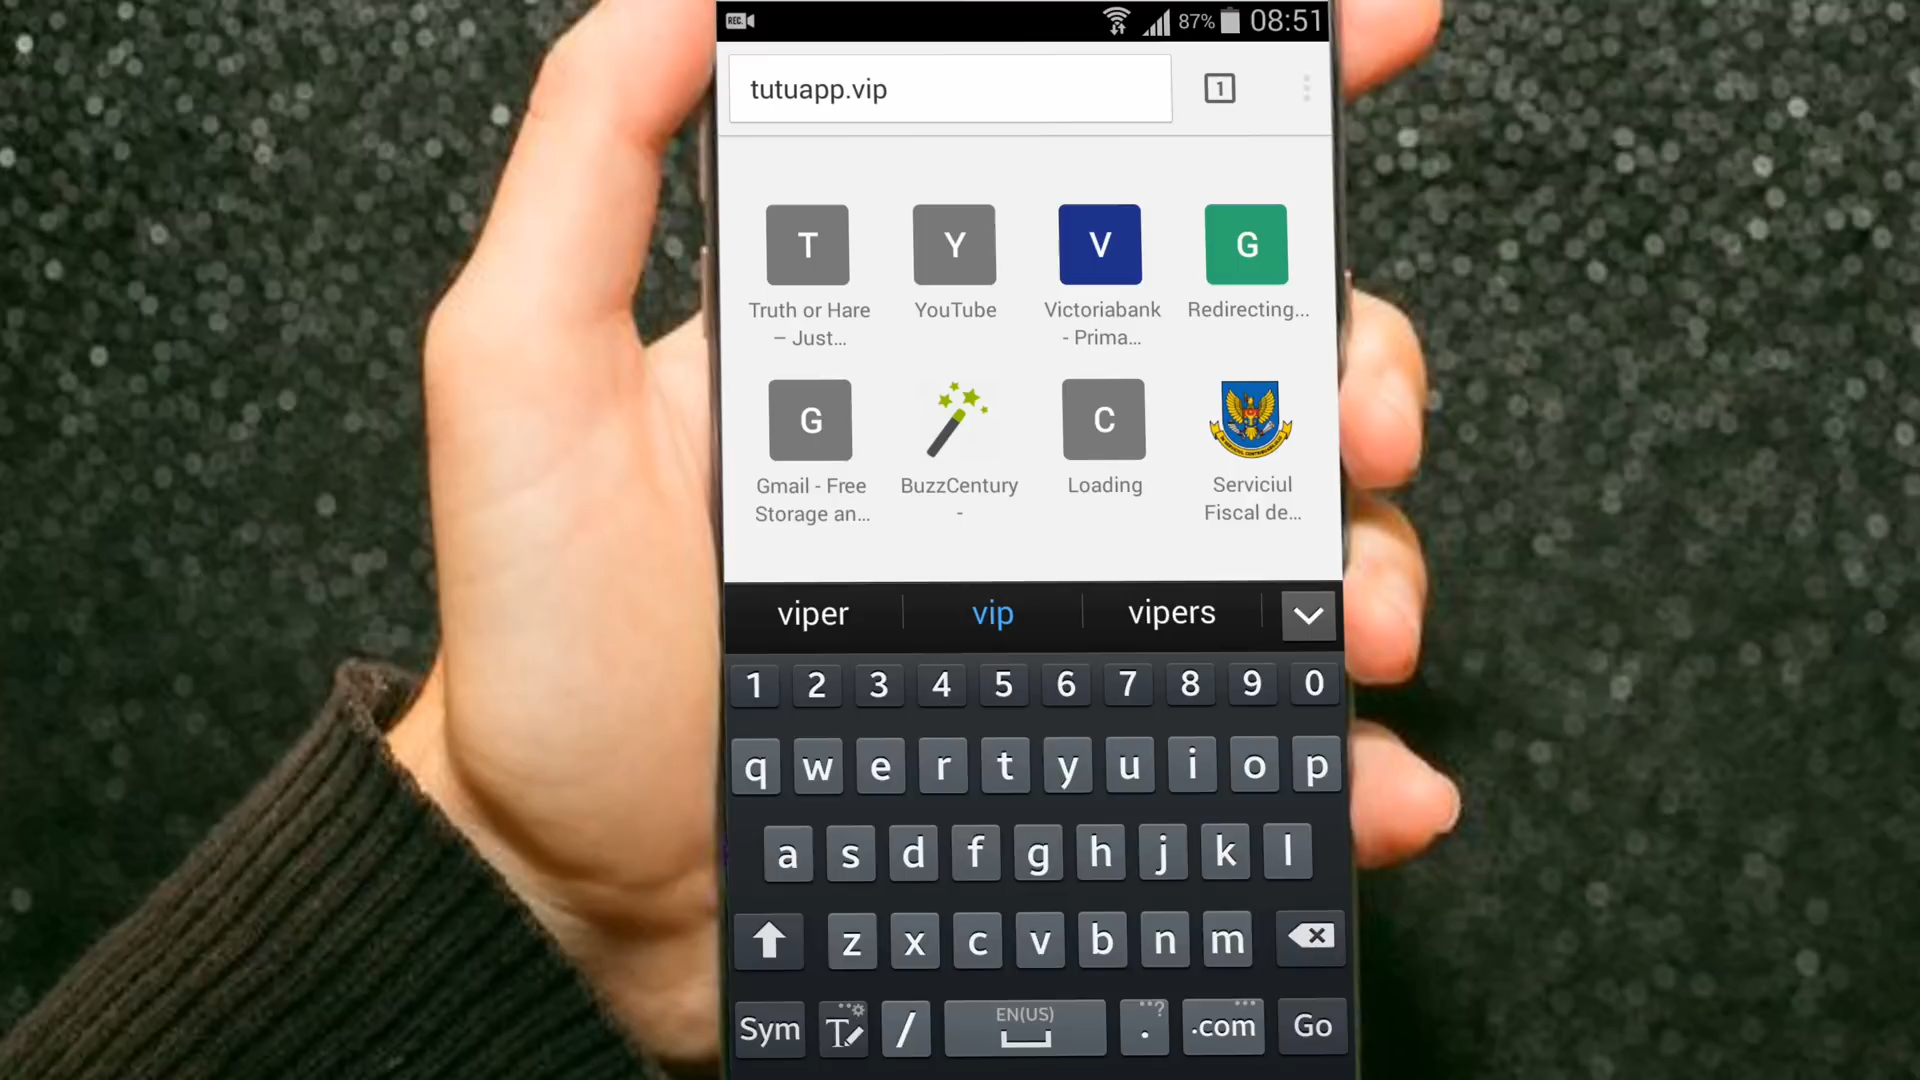 REC.
87% 08:51
tutuapp.vip
1
T Y V G
Truth or Hare
– Just...
YouTube
Victoriabank
- Prima...
Redirecting...
G C
Gmail - Free
Storage an...
BuzzCentury
-
Loading
Serviciul
Fiscal de...
viper vip vipers
1 2 3 4 5 6 7 8 9 0
q w e r t y u i o p
a s d f g h j k l
z x c v b n m
Sym T / EN(US) . ? .com Go